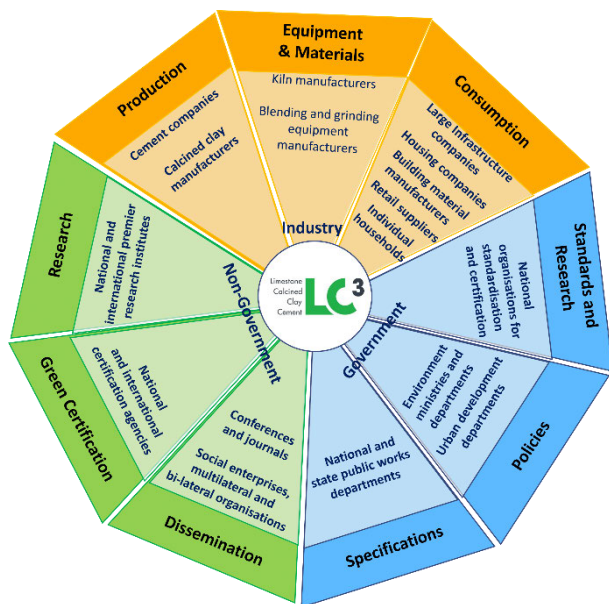 Equipment
& Materials
Kiln manufacturers
Blending and grinding
equipment
manufacturers
Consumption
Large Infrastructure
companies
Housing companies
Building material
manufacturers
Retail suppliers
Individual
households
Standards and
Research
National
organisations for
standardisation
and certification
Policies
Environment
ministries and
departments
Urban development
departments
Specifications
National and
state public works
departments
Dissemination
Conferences
and journals
Social enterprises,
multilateral and
bi-lateral organisations
Green Certification
National
and international
certification agencies
Research
National and
international premier
research institutes
Production
Cement companies
Calcined clay
manufacturers
Industry
Government
Non-Government
Limestone
Calcined
Clay
Cement
LC³